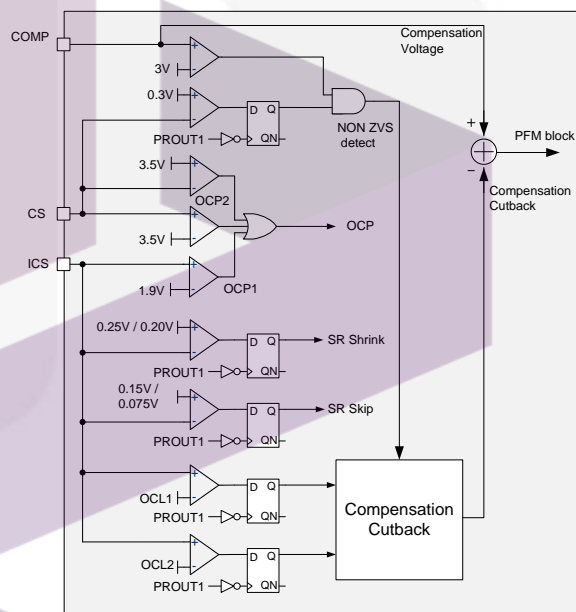 COMP
Compensation
Voltage
+
-
3V
0.3V
+
-
D Q
QN
PROUT1
NON ZVS
detect
+
-
PFM block
Compensation
Cutback
3.5V
+
-
OCP2
CS
+
-
3.5V
OCP
ICS
+
-
1.9V
OCP1
0.25V / 0.20V
+
-
D Q
QN
SR Shrink
PROUT1
0.15V /
0.075V
+
-
D Q
QN
SR Skip
PROUT1
+
-
OCL1
D Q
QN
PROUT1
+
-
OCL2
D Q
QN
PROUT1
Compensation
Cutback